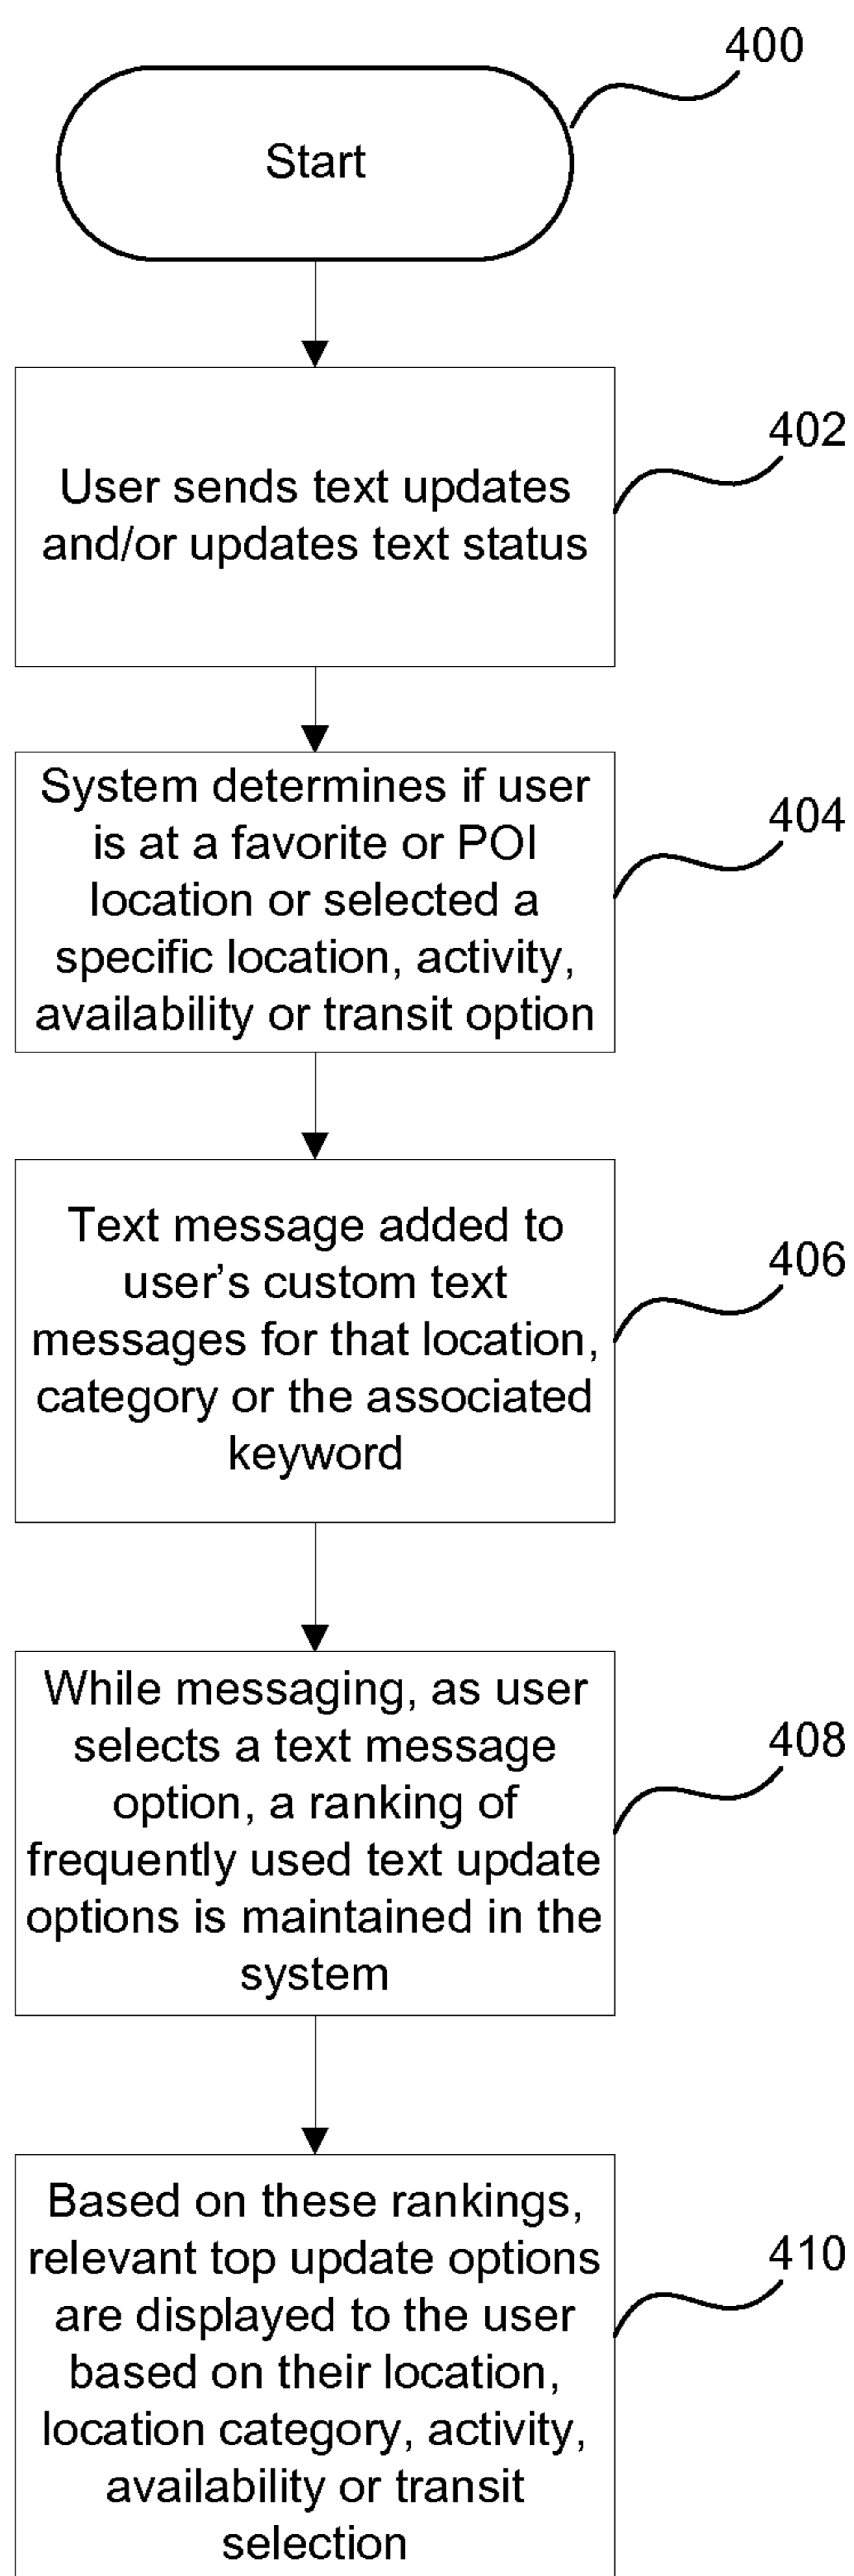 400
Start
402
User sends text updates
and/or updates text status
404
System determines if user
is at a favorite or POI
location or selected a
specific location, activity,
availability or transit option
406
Text message added to
user’s custom text
messages for that location,
category or the associated
keyword
408
While messaging, as user
selects a text message
option, a ranking of
frequently used text update
options is maintained in the
system
410
Based on these rankings,
relevant top update options
are displayed to the user
based on their location,
location category, activity,
availability or transit
selection